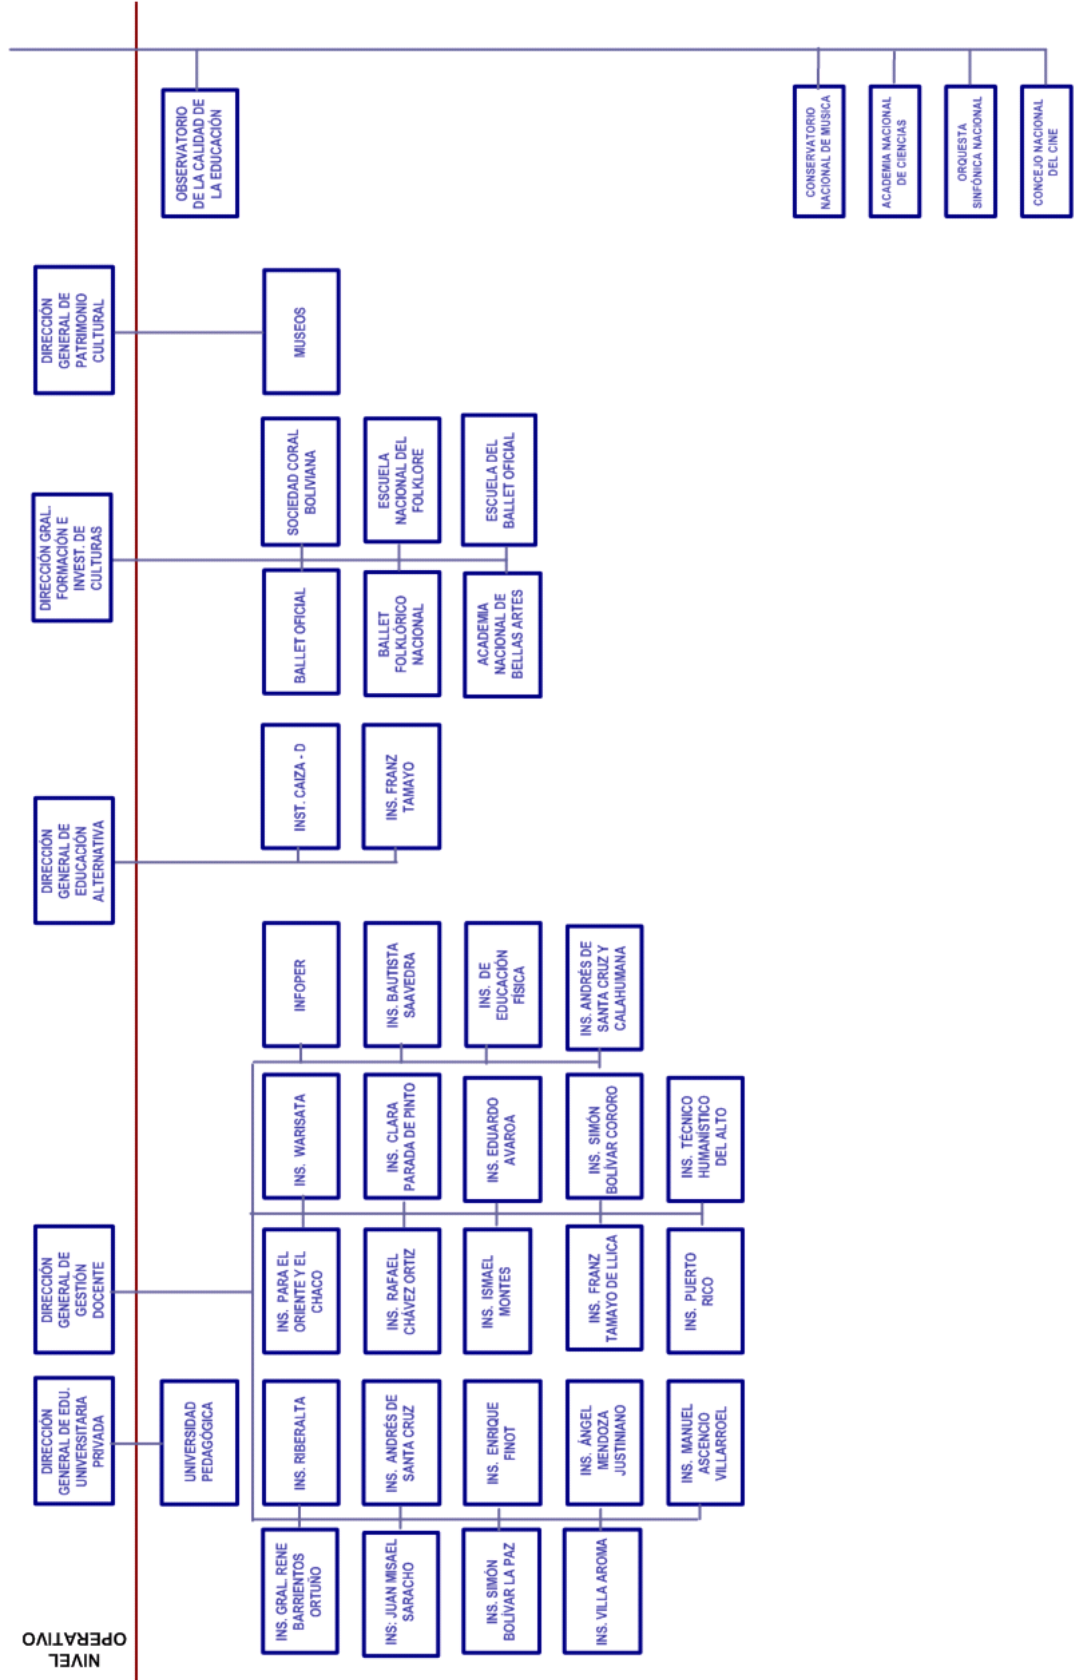 NIVEL
OPERATIVO
DIRECCIÓN
GENERAL DE EDU.
UNIVERSITARIA
PRIVADA
DIRECCIÓN
GENERAL DE
GESTIÓN
DOCENTE
DIRECCIÓN
GENERAL DE
EDUCACIÓN
ALTERNATIVA
DIRECCIÓN GRAL.
FORMACIÓN E
INVEST. DE
CULTURAS
DIRECCIÓN
GENERAL DE
PATRIMONIO
CULTURAL
UNIVERSIDAD
PEDAGÓGICA
OBSERVATORIO
DE LA CALIDAD DE
LA EDUCACIÓN
INS. GRAL. RENE
BARRIENTOS
ORTUÑO
INS. RIBERALTA
INS. PARA EL
ORIENTE Y EL
CHACO
INS. WARISATA
INFOPER
INST. CAIZA - D
BALLET OFICIAL
SOCIEDAD CORAL
BOLIVIANA
MUSEOS
INS: JUAN MISAEL
SARACHO
INS. ANDRÉS DE
SANTA CRUZ
INS. RAFAEL
CHÁVEZ ORTIZ
INS. CLARA
PARADA DE PINTO
INS. BAUTISTA
SAAVEDRA
INS. FRANZ
TAMAYO
BALLET
FOLKLÓRICO
NACIONAL
ESCUELA
NACIONAL DEL
FOLKLORE
INS. SIMÓN
BOLÍVAR LA PAZ
INS. ENRIQUE
FINOT
INS. ISMAEL
MONTES
INS. EDUARDO
AVAROA
INS. DE
EDUCACIÓN
FÍSICA
ACADEMIA
NACIONAL DE
BELLAS ARTES
ESCUELA DEL
BALLET OFICIAL
INS. VILLA AROMA
INS. ÁNGEL
MENDOZA
JUSTINIANO
INS. FRANZ
TAMAYO DE LLICA
INS. SIMÓN
BOLÍVAR CORORO
INS. ANDRÉS DE
SANTA CRUZ Y
CALAHUMANA
INS. MANUEL
ASCENCIO
VILLARROEL
INS. PUERTO
RICO
INS. TÉCNICO
HUMANÍSTICO
DEL ALTO
CONSERVATORIO
NACIONAL DE MUSICA
ACADEMIA NACIONAL
DE CIENCIAS
ORQUESTA
SINFÓNICA NACIONAL
CONCEJO NACIONAL
DEL CINE